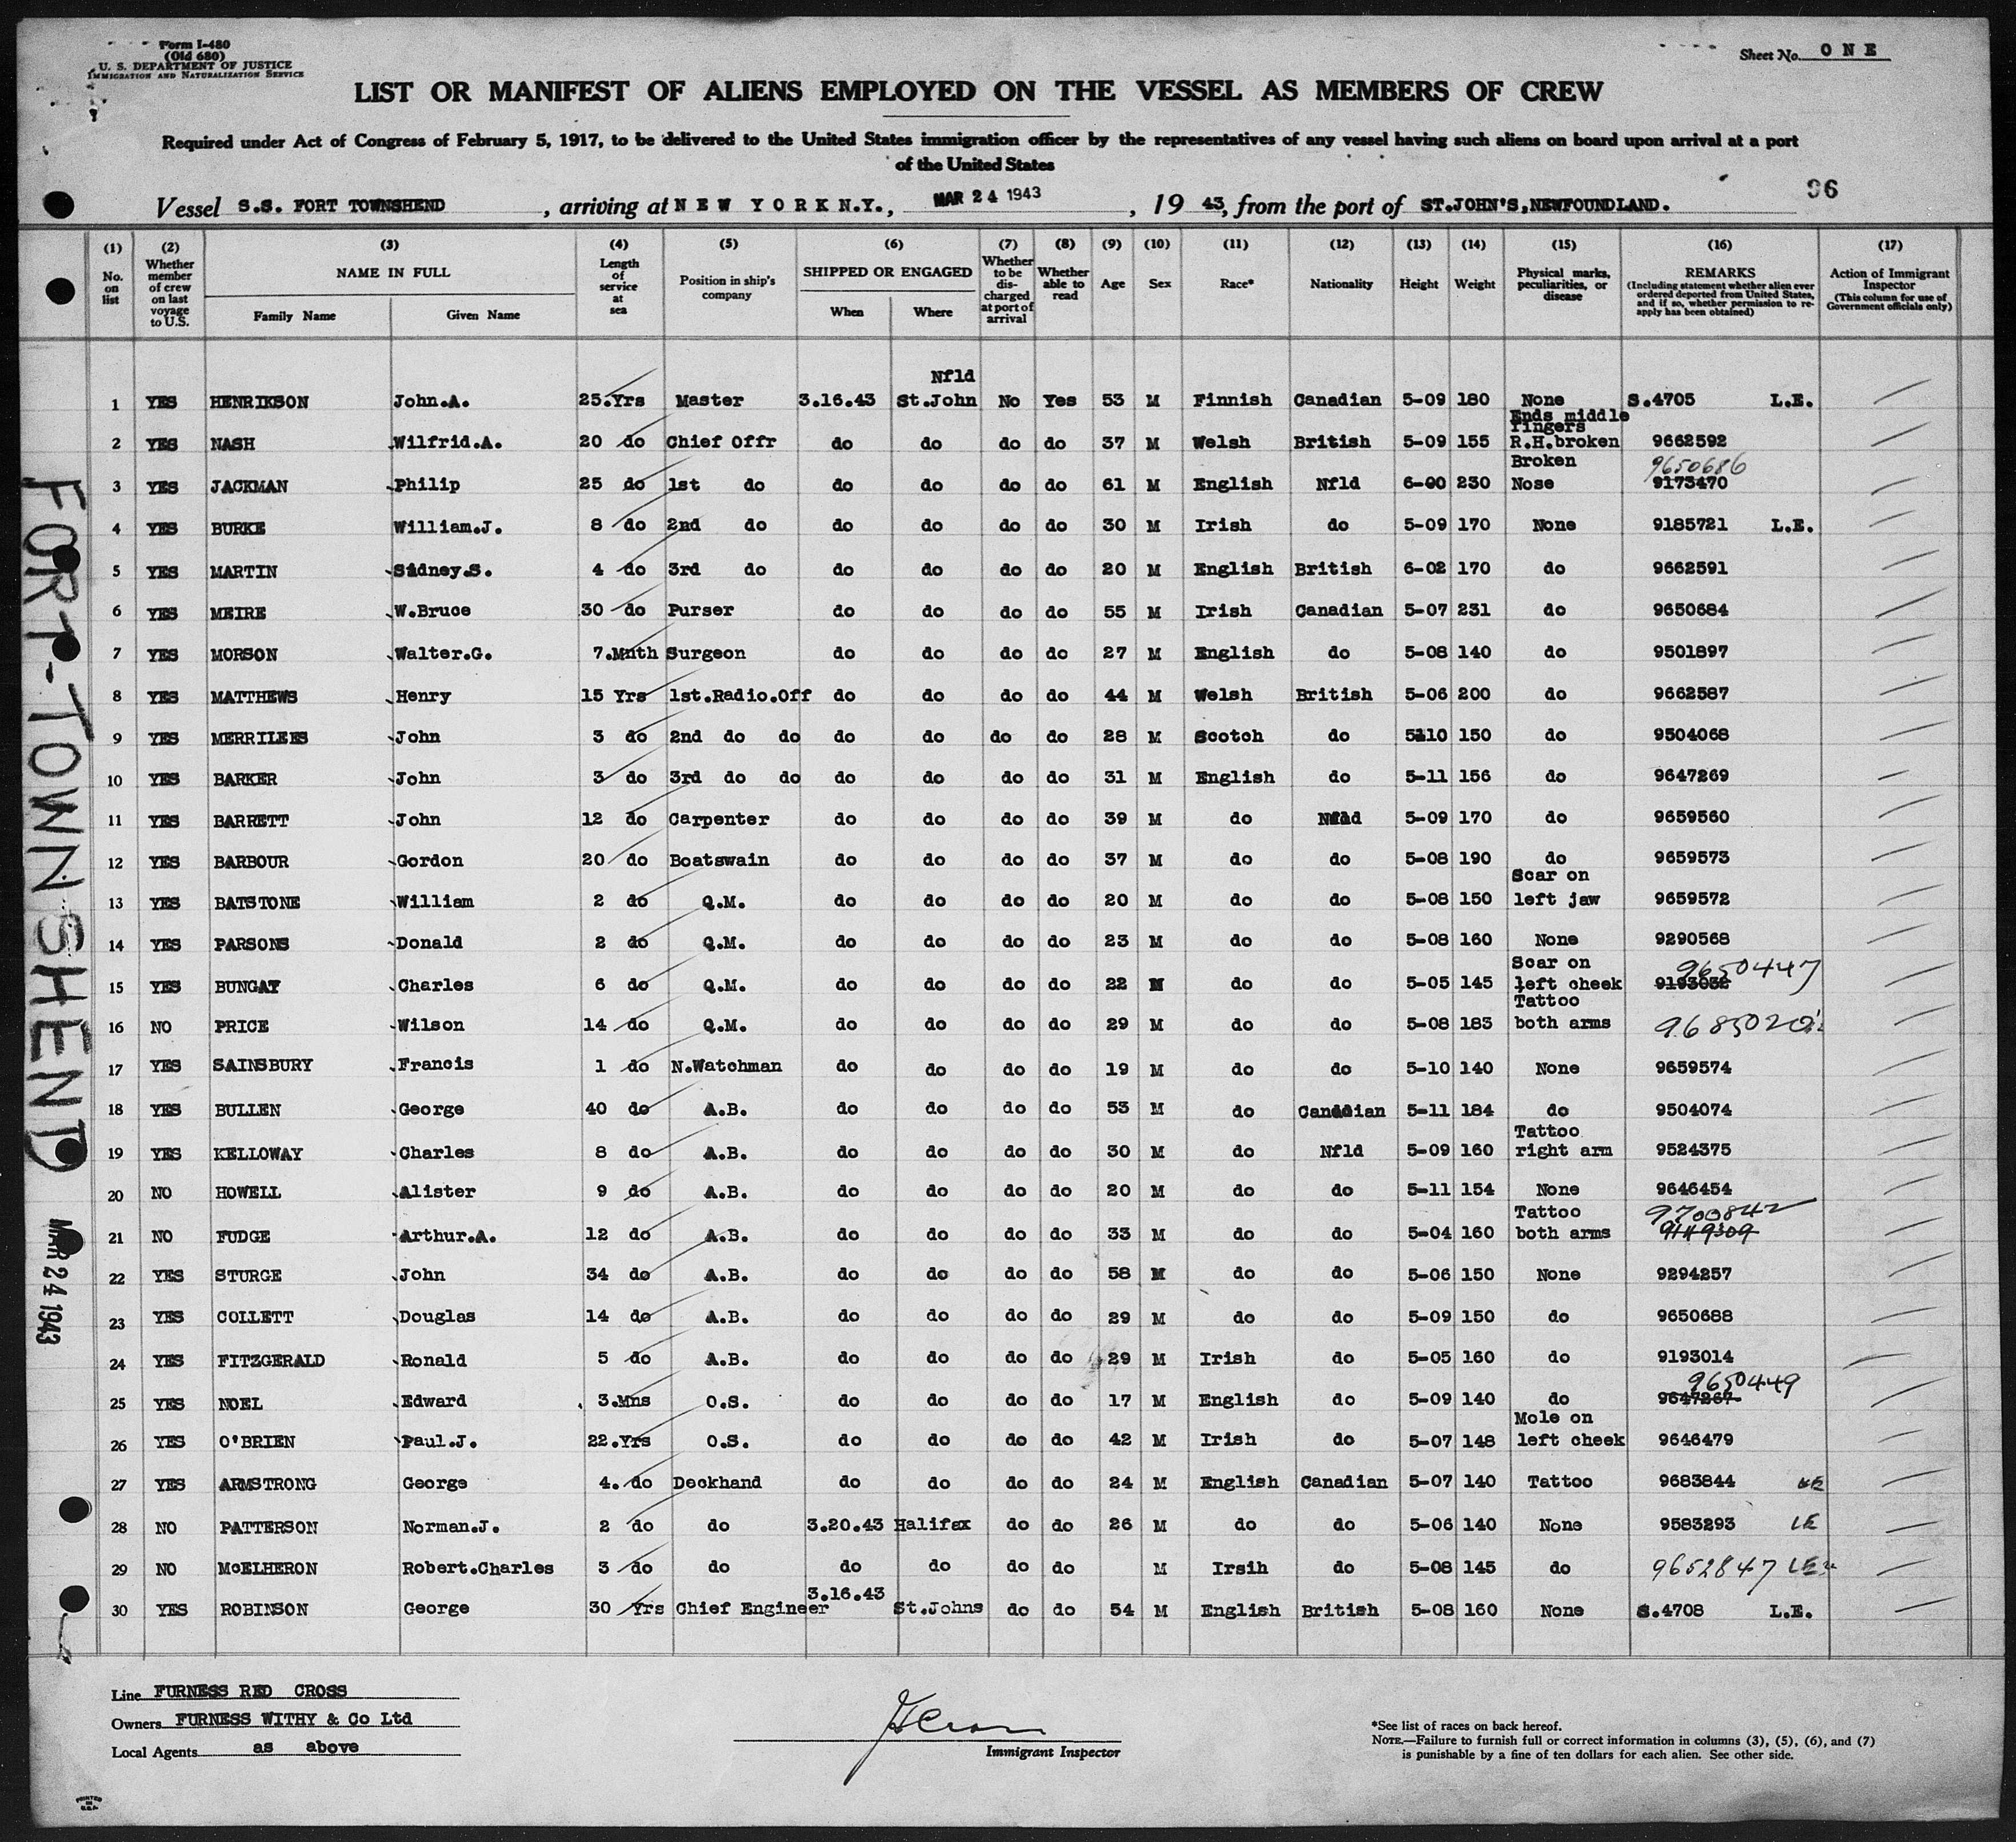 Form I-480
(Old 680)
U. S. DEPARTMENT OF JUSTICE
IMMIGRATION AND NATURALIZATION SERVICE
Sheet No. ONE
LIST OR MANIFEST OF ALIENS EMPLOYED ON THE VESSEL AS MEMBERS OF CREW
Required under Act of Congress of February 5, 1917, to be delivered to the United States immigration officer by the representatives of any vessel having such aliens on board upon arrival at a port
of the United States
96
Vessel S.S. FORT TOWNSHEND, arriving at NEW YORK N.Y., MAR 24 1943, 19 43, from the port of ST.JOHN'S,NEWFOUNDLAND.
(1) No. on list (2) Whether member of crew on last voyage to U.S. (3) NAME IN FULL Family Name Given Name (4) Length of service at sea (5) Position in ship's company (6) SHIPPED OR ENGAGED When Where (7) Whether to be discharged at port of arrival (8) Whether able to read (9) Age (10) Sex (11) Race* (12) Nationality (13) Height (14) Weight (15) Physical marks, peculiarities, or disease (16) REMARKS (Including statement whether alien ever ordered deported from United States, and if so, whether permission to re-apply has been obtained) (17) Action of Immigrant Inspector (This column for use of Government officials only)
1 YES HENRIKSON John.A. 25.Yrs Master 3.16.43 Nfld St.John No Yes 53 M Finnish Canadian 5-09 180 None S.4705 L.E.
2 YES NASH Wilfrid.A. 20 do Chief Offr do do do do 37 M Welsh British 5-09 155 Ends middle fingers R.H.broken 9662592
3 YES JACKMAN Philip 25 do 1st do do do do do 61 M English Nfld 6-00 230 Broken Nose 9650686 9173470
4 YES BURKE William.J. 8 do 2nd do do do do do 30 M Irish do 5-09 170 None 9185721 L.E.
5 YES MARTIN Sidney.S. 4 do 3rd do do do do do 20 M English British 6-02 170 do 9662591
6 YES MEIRE W.Bruce 30 do Purser do do do do 55 M Irish Canadian 5-07 231 do 9650684
7 YES MORSON Walter.G. 7.Mnth Surgeon do do do do 27 M English do 5-08 140 do 9501897
8 YES MATTHEWS Henry 15 Yrs 1st.Radio.Off do do do do 44 M Welsh British 5-06 200 do 9662587
9 YES MERRILEES John 3 do 2nd do do do do do do 28 M Scotch do 5-10 150 do 9504068
10 YES BARKER John 3 do 3rd do do do do do do 31 M English do 5-11 156 do 9647269
11 YES BARRETT John 12 do Carpenter do do do do 39 M do Nfld 5-09 170 do 9659560
12 YES BARBOUR Gordon 20 do Boatswain do do do do 37 M do do 5-08 190 do 9659573
13 YES BATSTONE William 2 do Q.M. do do do do 20 M do do 5-08 150 Scar on left jaw 9659572
14 YES PARSONS Donald 2 do Q.M. do do do do 23 M do do 5-08 160 None 9290568
15 YES BUNGAY Charles 6 do Q.M. do do do do 22 M do do 5-05 145 Scar on left cheek 9650447 9193032
16 NO PRICE Wilson 14 do Q.M. do do do do 29 M do do 5-08 183 Tattoo both arms
17 YES SAINSBURY Francis 1 do N.Watchman do do do do 19 M do do 5-10 140 None 9659574
18 YES BULLEN George 40 do A.B. do do do do 53 M do Canadian 5-11 184 do 9504074
19 YES KELLOWAY Charles 8 do A.B. do do do do 30 M do Nfld 5-09 160 Tattoo right arm 9524375
20 NO HOWELL Alister 9 do A.B. do do do do 20 M do do 5-11 154 None 9646454
21 NO FUDGE Arthur.A. 12 do A.B. do do do do 33 M do do 5-04 160 Tattoo both arms 9700842
22 YES STURGE John 34 do A.B. do do do do 58 M do do 5-06 150 None 9294257
23 YES COLLETT Douglas 14 do A.B. do do do do 29 M do do 5-09 150 do 9650688
24 YES FITZGERALD Ronald 5 do A.B. do do do do 29 M Irish do 5-05 160 do 9193014
25 YES NOEL Edward 3.Mns O.S. do do do do 17 M English do 5-09 140 do 9650449 9647267
26 YES O'BRIEN Paul.J. 22.Yrs O.S. do do do do 42 M Irish do 5-07 148 Mole on left cheek 9646479
27 YES ARMSTRONG George 4. do Deckhand do do do do 24 M English Canadian 5-07 140 Tattoo 9683844 LE
28 NO PATTERSON Norman.J. 2 do do 3.20.43 Halifax do do 26 M do do 5-06 140 None 9583293 LE
29 NO McELHERON Robert.Charles 3 do do do do do do M Irsih do 5-08 145 do 9652847 LE
30 YES ROBINSON George 30 Yrs Chief Engineer 3.16.43 St.Johns do do 54 M English British 5-08 160 None S.4708 L.E.
FORT-TOWNSHEND
MAR 24 1943
Line FURNESS RED CROSS
Owners FURNESS WITHY & Co Ltd
Local Agents as above
Immigrant Inspector
*See list of races on back hereof.
NOTE.—Failure to furnish full or correct information in columns (3), (5), (6), and (7)
is punishable by a fine of ten dollars for each alien. See other side.
PRINTED IN U.S.A.